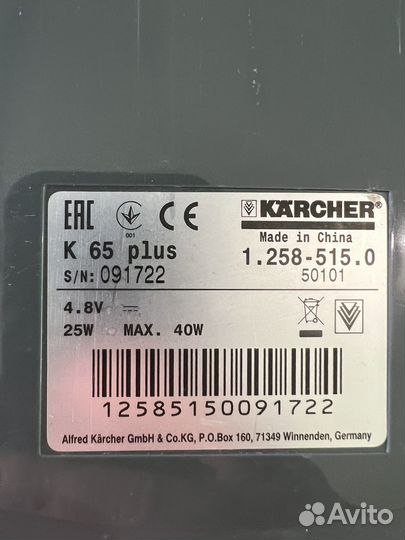 EAC 001 CE KÄRCHER®
Made in China
K 65 plus 1.258-515.0
S/N: 091722 50101
4.8V
25W MAX. 40W
12585150091722
Alfred Kärcher GmbH & Co.KG, P.O.Box 160, 71349 Winnenden, Germany
Avito